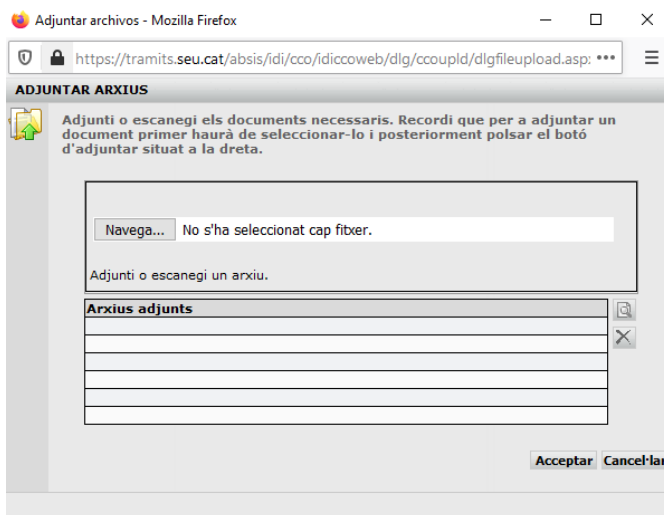 Adjuntar archivos - Mozilla Firefox
https://tramits.seu.cat/absis/idi/cco/idiccoweb/dlg/ccoupld/dlgfileupload.asp:
ADJUNTAR ARXIUS
Adjunti o escanegi els documents necessaris. Recordi que per a adjuntar un
document primer haurà de seleccionar-lo i posteriorment polsar el botó
d'adjuntar situat a la dreta.
Navega... No s'ha seleccionat cap fitxer.
Adjunti o escanegi un arxiu.
Arxius adjunts
Acceptar Cancel·lar